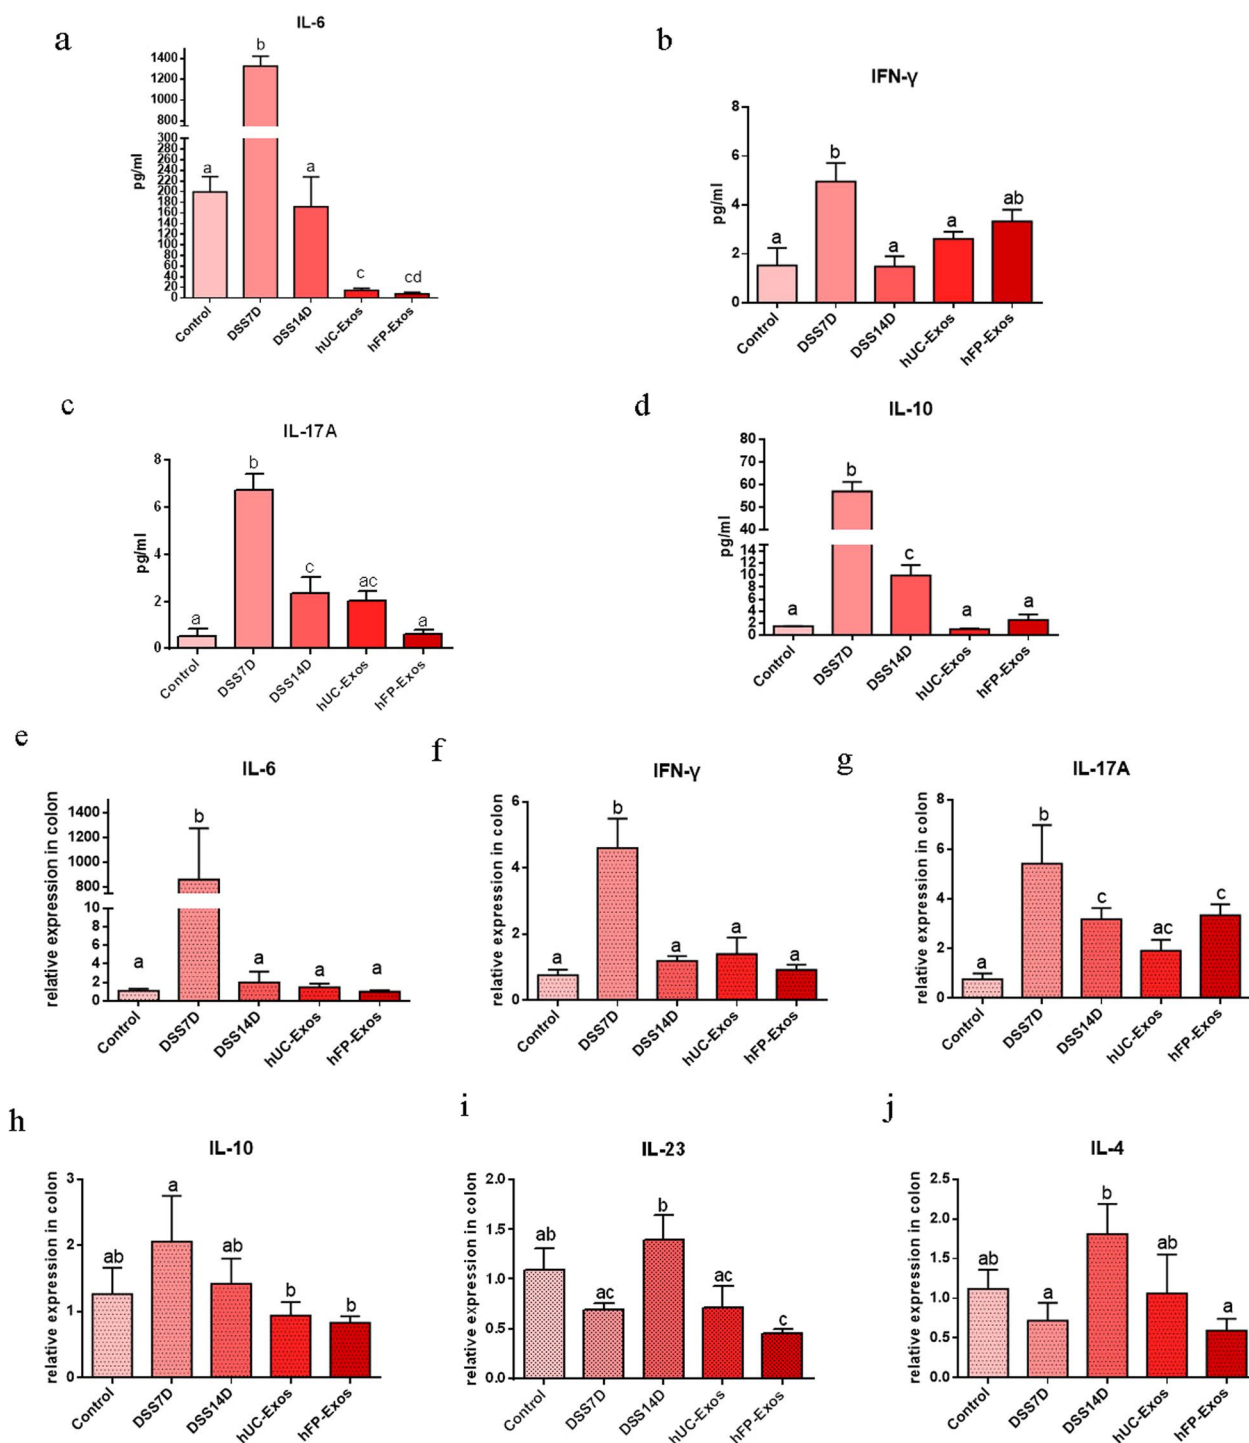 a
IL-6
pg/ml
1400
1200
1000
800
300
280
260
240
220
200
180
160
140
120
100
80
60
40
20
0
a
b
a
c
cd
Control
DSS7D
DSS14D
hUC-Exos
hFP-Exos
b
IFN-γ
pg/ml
8
6
4
2
0
a
b
a
a
ab
Control
DSS7D
DSS14D
hUC-Exos
hFP-Exos
c
IL-17A
pg/ml
8
6
4
2
0
a
b
c
ac
a
Control
DSS7D
DSS14D
hUC-Exos
hFP-Exos
d
IL-10
pg/ml
80
70
60
50
40
14
12
10
8
6
4
2
0
a
b
c
a
a
Control
DSS7D
DSS14D
hUC-Exos
hFP-Exos
e
IL-6
relative expression in colon
1400
1200
1000
800
10
8
6
4
2
0
a
b
a
a
a
Control
DSS7D
DSS14D
hUC-Exos
hFP-Exos
f
IFN-γ
relative expression in colon
6
4
2
0
a
b
a
a
a
Control
DSS7D
DSS14D
hUC-Exos
hFP-Exos
g
IL-17A
relative expression in colon
8
6
4
2
0
a
b
c
ac
c
Control
DSS7D
DSS14D
hUC-Exos
hFP-Exos
h
IL-10
relative expression in colon
3
2
1
0
ab
a
ab
b
b
Control
DSS7D
DSS14D
hUC-Exos
hFP-Exos
i
IL-23
relative expression in colon
2.0
1.5
1.0
0.5
0.0
ab
ac
b
ac
c
Control
DSS7D
DSS14D
hUC-Exos
hFP-Exos
j
IL-4
relative expression in colon
2.5
2.0
1.5
1.0
0.5
0.0
ab
a
b
ab
a
Control
DSS7D
DSS14D
hUC-Exos
hFP-Exos